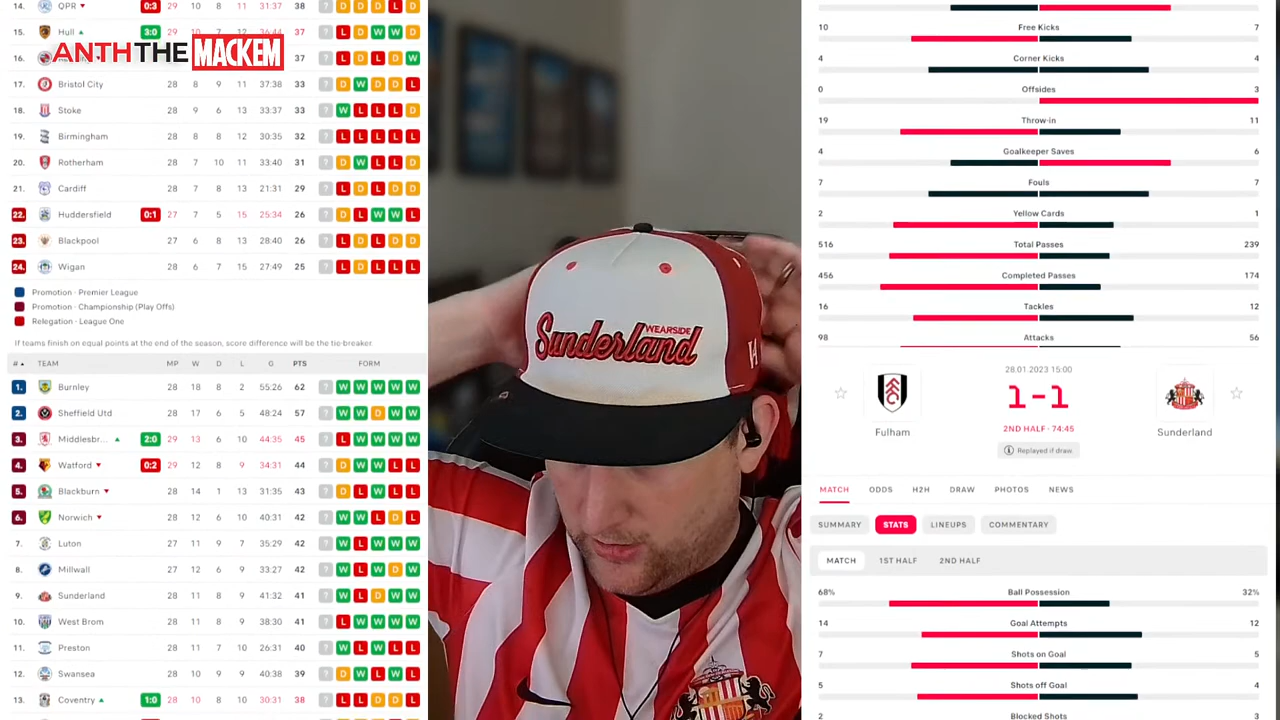 14. QPR ▼ 0:3 29 10 8 11 31:37 38 ? D D D L D
15. Hull ▲ 3:0 29 10 7 12 36:44 37 ? L D W W D
ANTHTHE MACKEM
16. 37 ? L D L D W
17. Bristol City 28 8 9 11 37:38 33 ? D W D D L
18. Stoke 28 9 6 13 33:37 33 ? W L L L D
19. Birmingham 28 8 8 12 30:35 32 ? L L L L L
20. Rotherham 28 7 10 11 33:40 31 ? D W L L D
21. Cardiff 28 7 8 13 21:31 29 ? L D L D D
22. Huddersfield 0:1 27 7 5 15 25:34 26 ? D L W W L
23. Blackpool 27 6 8 13 28:40 26 ? L D L D D
24. Wigan 28 6 7 15 27:49 25 ? L D L L L
Promotion - Premier League
Promotion - Championship (Play Offs)
Relegation - League One
If teams finish on equal points at the end of the season, score difference will be the tie-breaker.
# ▲ TEAM MP W D L G PTS FORM
1. Burnley 28 18 8 2 55:26 62 ? W W W W W
2. Sheffield Utd 28 17 6 5 48:24 57 ? W W D W W
3. Middlesbr... ▲ 2:0 29 13 6 10 44:35 45 ? L W W W W
4. Watford ▼ 0:2 29 12 8 9 34:31 44 ? D W W L L
5. Blackburn ▼ 28 14 1 13 31:35 43 ? D L W L L
6. Norwich ▼ 28 12 6 10 40:31 42 ? W W L D L
7. Luton 27 11 9 7 35:29 42 ? W L W W W
8. Millwall 27 12 6 9 33:27 42 ? W L W D W
9. Sunderland 28 11 8 9 41:32 41 ? W L D W L
10. West Brom 28 11 8 9 38:30 41 ? L W W W W
11. Preston 28 11 7 10 26:31 40 ? W L W L L
12. Swansea 28 10 9 9 40:38 39 ? D W L W L
13. Coventry ▲ 1:0 28 10 8 10 30:31 38 ? L L D D L
WEARSIDE
Sunderland
10 Free Kicks 7
4 Corner Kicks 4
0 Offsides 3
19 Throw-in 11
4 Goalkeeper Saves 6
7 Fouls 7
2 Yellow Cards 1
516 Total Passes 239
456 Completed Passes 174
16 Tackles 12
98 Attacks 56
28.01.2023 15:00
1-1
2ND HALF · 74:45
Fulham Sunderland
Replayed if draw.
MATCH ODDS H2H DRAW PHOTOS NEWS
SUMMARY STATS LINEUPS COMMENTARY
MATCH 1ST HALF 2ND HALF
68% Ball Possession 32%
14 Goal Attempts 12
7 Shots on Goal 5
5 Shots off Goal 4
2 Blocked Shots 3